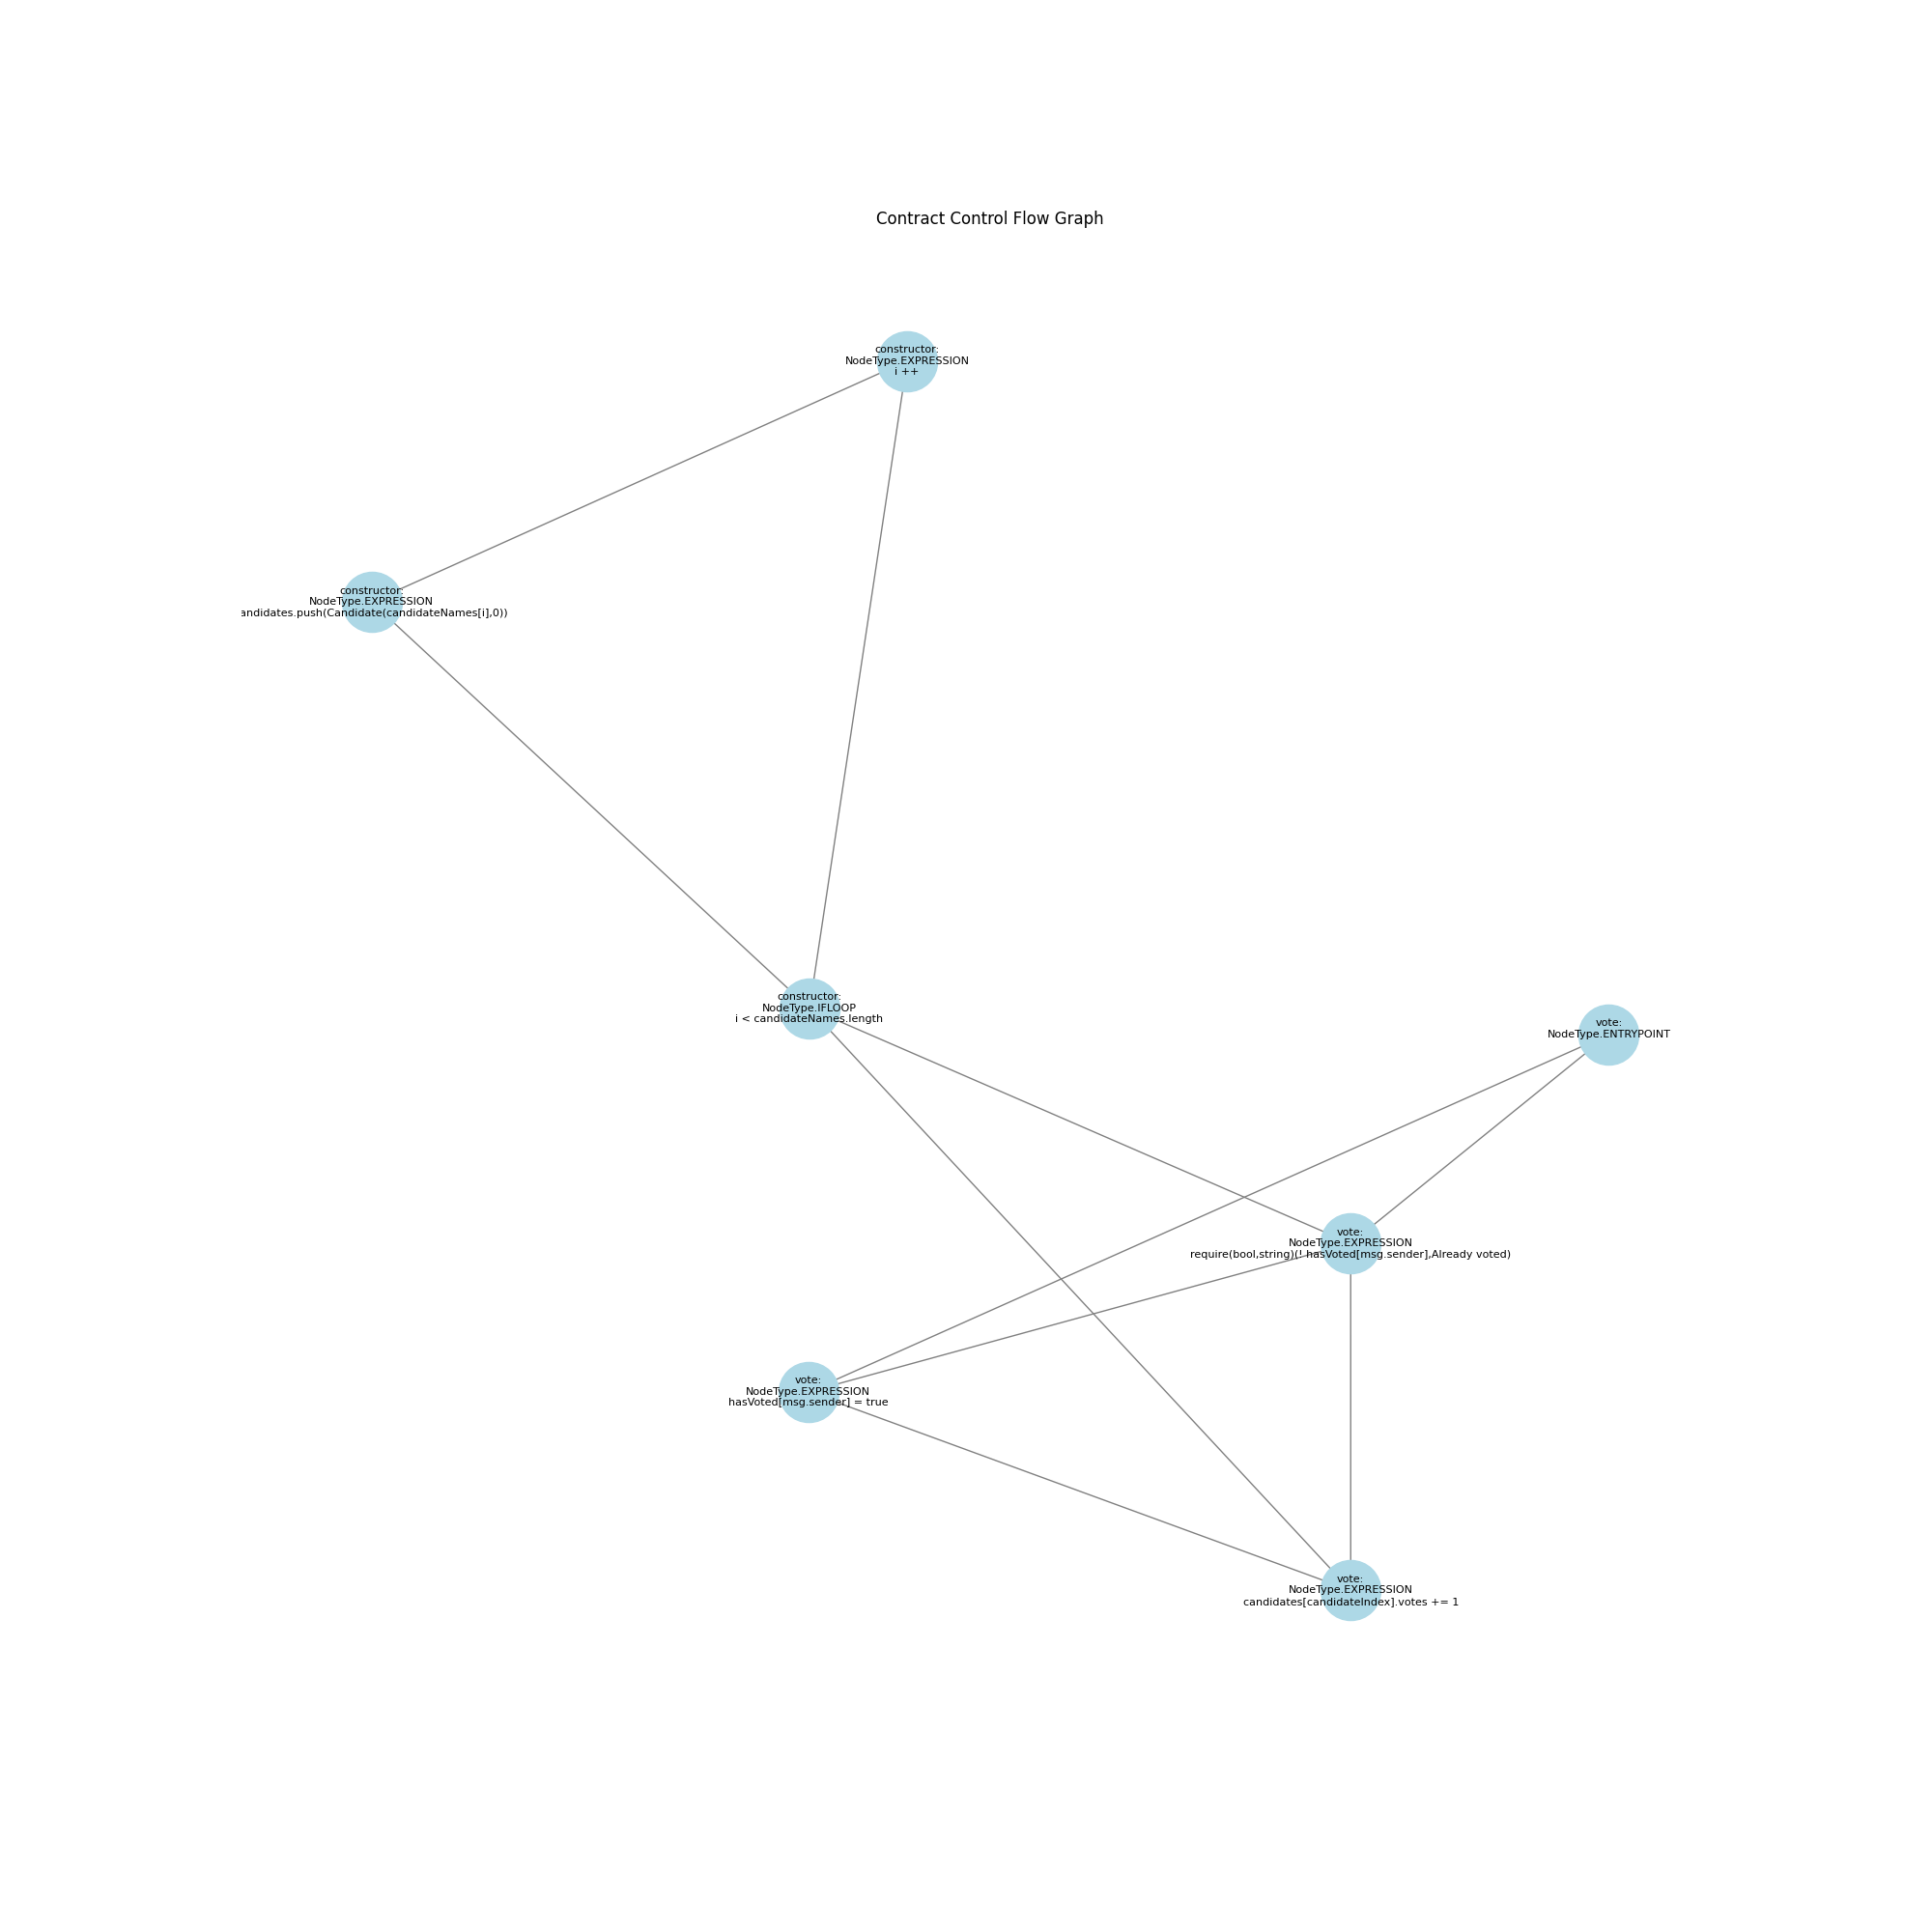 Contract Control Flow Graph
constructor:
NodeType.EXPRESSION
i ++
constructor:
NodeType.EXPRESSION
andidates.push(Candidate(candidateNames[i],0))
constructor:
NodeType.IFLOOP
i < candidateNames.length
vote:
NodeType.ENTRYPOINT
vote:
NodeType.EXPRESSION
require(bool,string)(! hasVoted[msg.sender],Already voted)
vote:
NodeType.EXPRESSION
hasVoted[msg.sender] = true
vote:
NodeType.EXPRESSION
candidates[candidateIndex].votes += 1